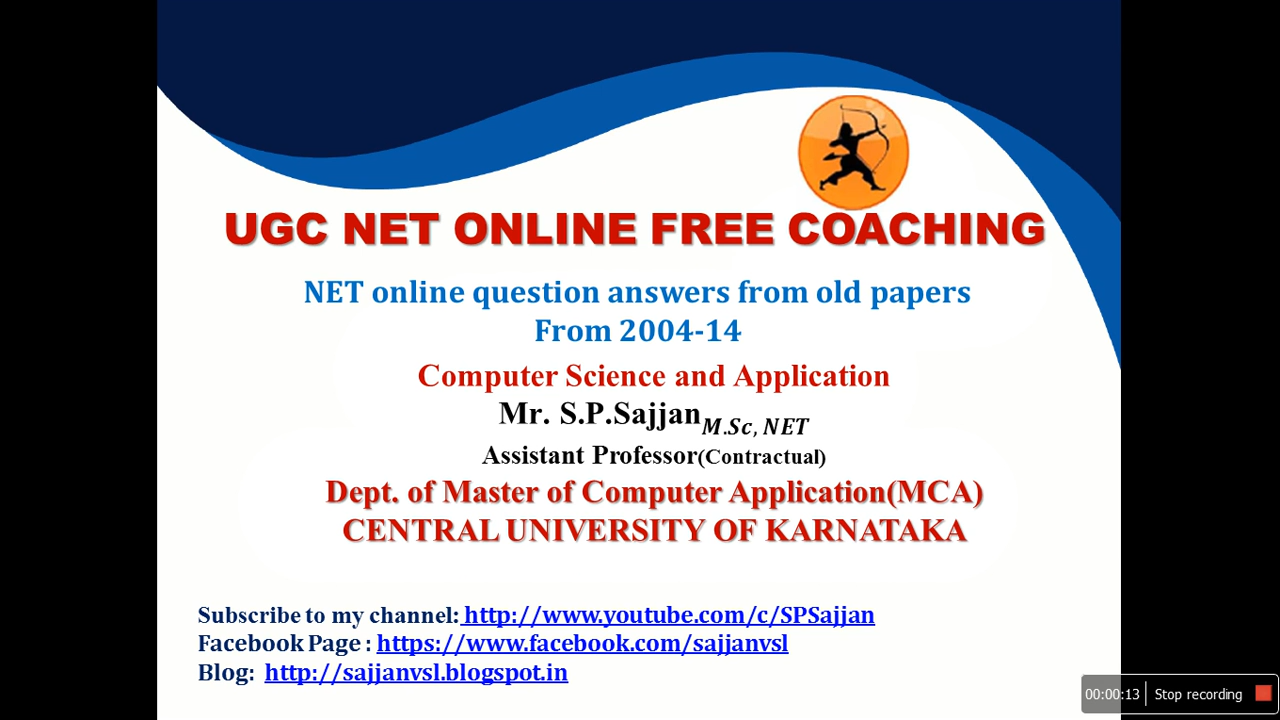 UGC NET ONLINE FREE COACHING
NET online question answers from old papers
From 2004-14
Computer Science and Application
Mr. S.P.Sajjan M.Sc, NET
Assistant Professor(Contractual)
Dept. of Master of Computer Application(MCA)
CENTRAL UNIVERSITY OF KARNATAKA
Subscribe to my channel: http://www.youtube.com/c/SPSajjan
Facebook Page : https://www.facebook.com/sajjanvsl
Blog: http://sajjanvsl.blogspot.in
00:00:13 Stop recording